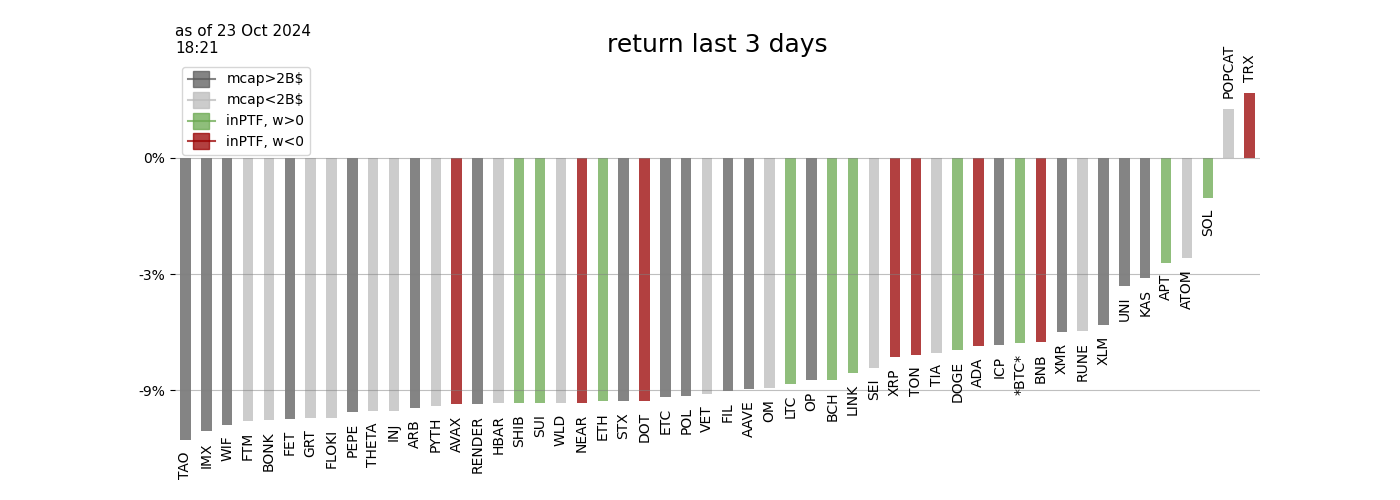 as of 23 Oct 2024
18:21
return last 3 days
mcap>2B$
mcap<2B$
inPTF, w>0
inPTF, w<0
0%
-3%
-9%
TAO
IMX
WIF
FTM
BONK
FET
GRT
FLOKI
PEPE
THETA
INJ
ARB
PYTH
AVAX
RENDER
HBAR
SHIB
SUI
WLD
NEAR
ETH
STX
DOT
ETC
POL
VET
FIL
AAVE
OM
LTC
OP
BCH
LINK
SEI
XRP
TON
TIA
DOGE
ADA
ICP
*BTC*
BNB
XMR
RUNE
XLM
UNI
KAS
APT
ATOM
SOL
POPCAT
TRX